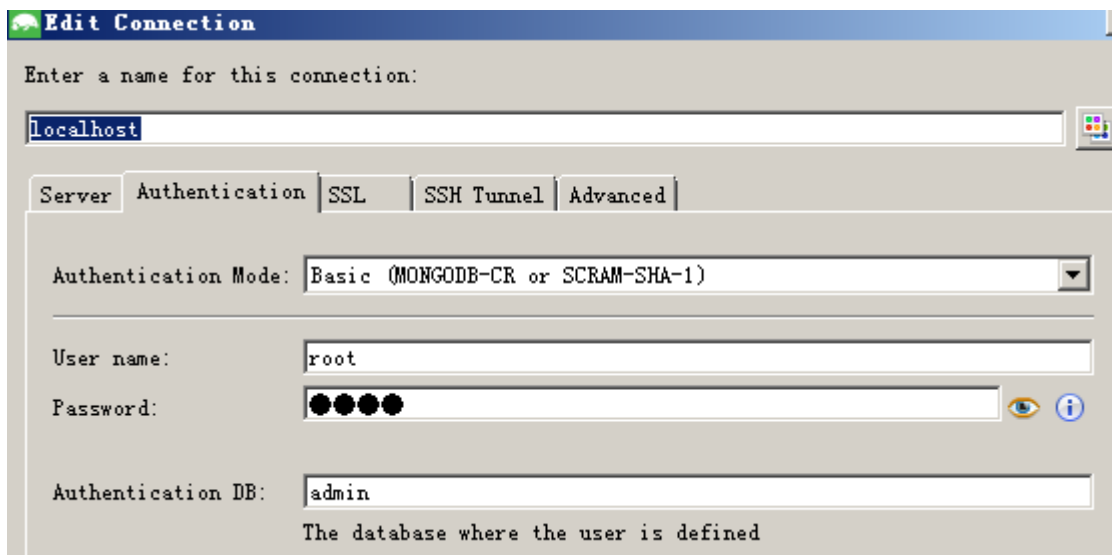 Edit Connection
Enter a name for this connection:
localhost
Server Authentication SSL SSH Tunnel Advanced
Authentication Mode: Basic (MONGODB-CR or SCRAM-SHA-1)
User name: root
Password: ●●●●
Authentication DB: admin
The database where the user is defined